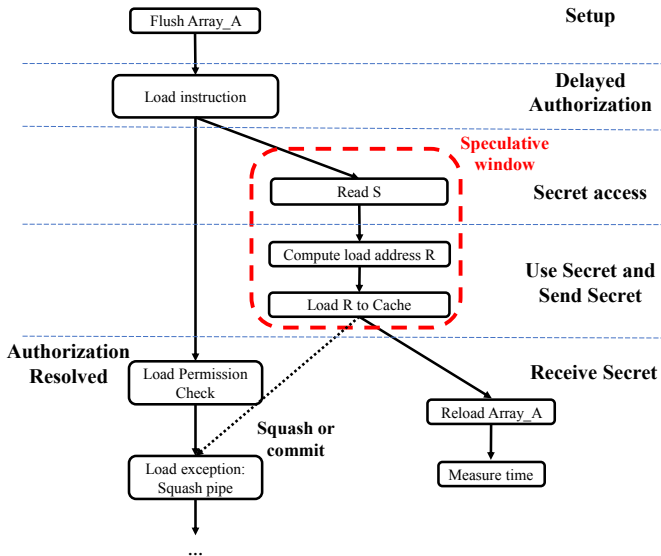 Flush Array_A
Setup
Load instruction
Delayed
Authorization
Speculative
window
Read S
Secret access
Compute load address R
Use Secret and
Send Secret
Load R to Cache
Authorization
Resolved
Load Permission
Check
Receive Secret
Reload Array_A
Squash or
commit
Load exception:
Squash pipe
Measure time
...